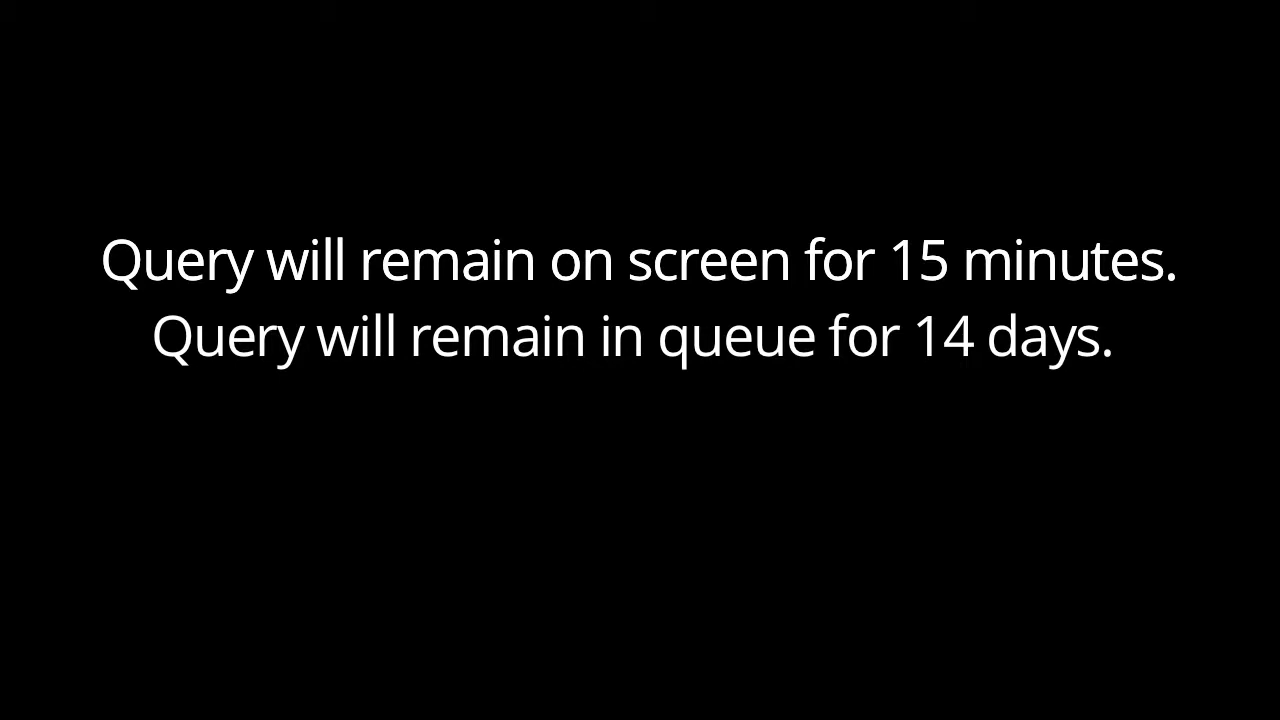 Query will remain on screen for 15 minutes.
Query will remain in queue for 14 days.